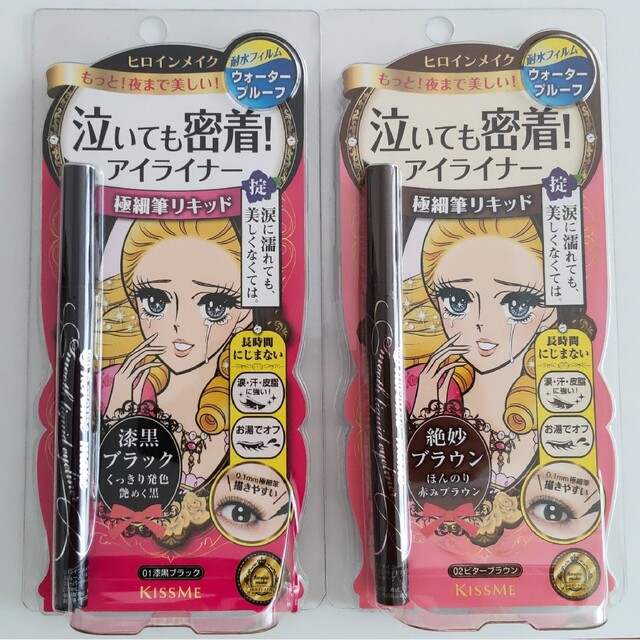 ヒロインメイク
もっと!夜まで美しい!
耐水フィルム
ウォーター
プルーフ
泣いても密着!
アイライナー
極細筆リキッド
掟
涙に濡れても、
美しくなくては。
長時間
にじまない
涙・汗・皮脂
に強い!
お湯でオフ
漆黒
ブラック
くっきり発色
艶めく黒
0.1mm極細筆
描きやすい
01漆黒ブラック
KISSME
ヒロインメイク
もっと!夜まで美しい!
耐水フィルム
ウォーター
プルーフ
泣いても密着!
アイライナー
極細筆リキッド
掟
涙に濡れても、
美しくなくては。
長時間
にじまない
涙・汗・皮脂
に強い!
お湯でオフ
絶妙
ブラウン
ほんのり
赤みブラウン
0.1mm極細筆
描きやすい
02ビターブラウン
KISSME